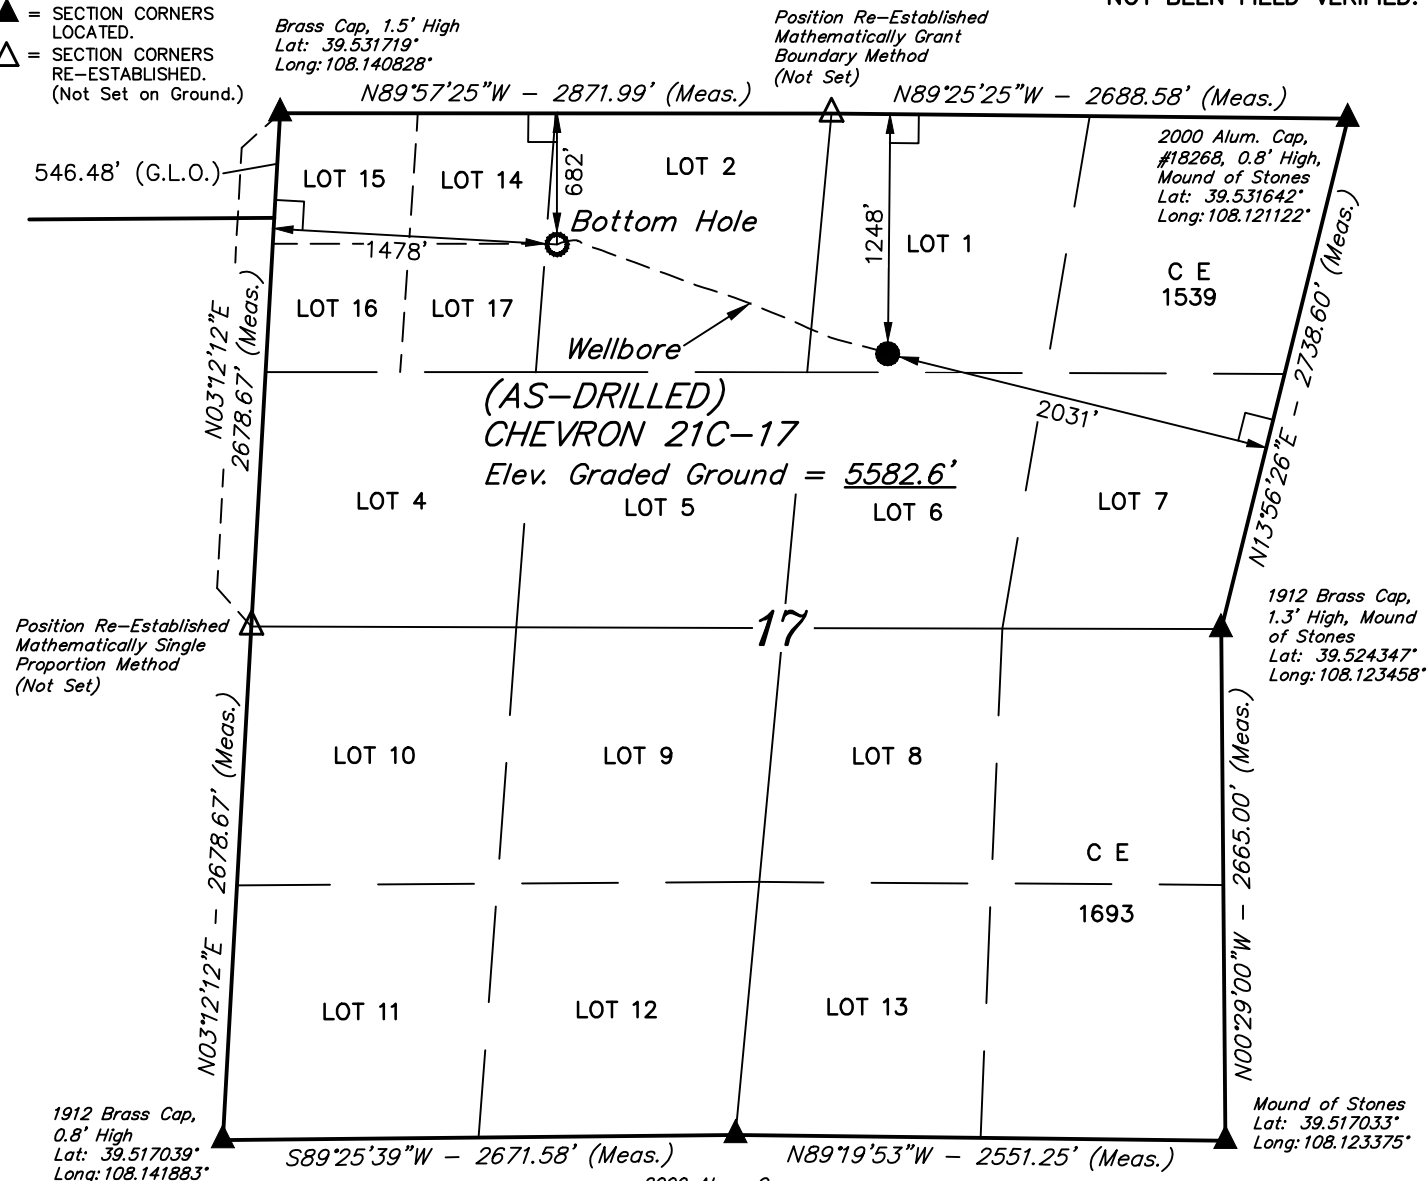 NOT BEEN FIELD VERIFIED.
= SECTION CORNERS
LOCATED.
= SECTION CORNERS
RE-ESTABLISHED.
(Not Set on Ground.)
Brass Cap, 1.5' High
Lat: 39.531719°
Long: 108.140828°
Position Re-Established
Mathematically Grant
Boundary Method
(Not Set)
N89°57'25"W - 2871.99' (Meas.)
N89°25'25"W - 2688.58' (Meas.)
2000 Alum. Cap,
#18268, 0.8' High,
Mound of Stones
Lat: 39.531642°
Long: 108.121122°
546.48' (G.L.O.)
LOT 15
LOT 14
682'
LOT 2
Bottom Hole
1478'
1248'
LOT 1
C E
1539
LOT 16
LOT 17
Wellbore
N03°12'12"E
2678.67' (Meas.)
N13°56'26"E - 2738.60' (Meas.)
(AS-DRILLED)
CHEVRON 21C-17
Elev. Graded Ground = 5582.6'
2031'
LOT 4
LOT 5
LOT 6
LOT 7
17
Position Re-Established
Mathematically Single
Proportion Method
(Not Set)
1912 Brass Cap,
1.3' High, Mound
of Stones
Lat: 39.524347°
Long: 108.123458°
LOT 10
LOT 9
LOT 8
N03°12'12"E - 2678.67' (Meas.)
N00°29'00"W - 2665.00' (Meas.)
C E
1693
LOT 11
LOT 12
LOT 13
1912 Brass Cap,
0.8' High
Lat: 39.517039°
Long: 108.141883°
S89°25'39"W - 2671.58' (Meas.)
N89°19'53"W - 2551.25' (Meas.)
Mound of Stones
Lat: 39.517033°
Long: 108.123375°